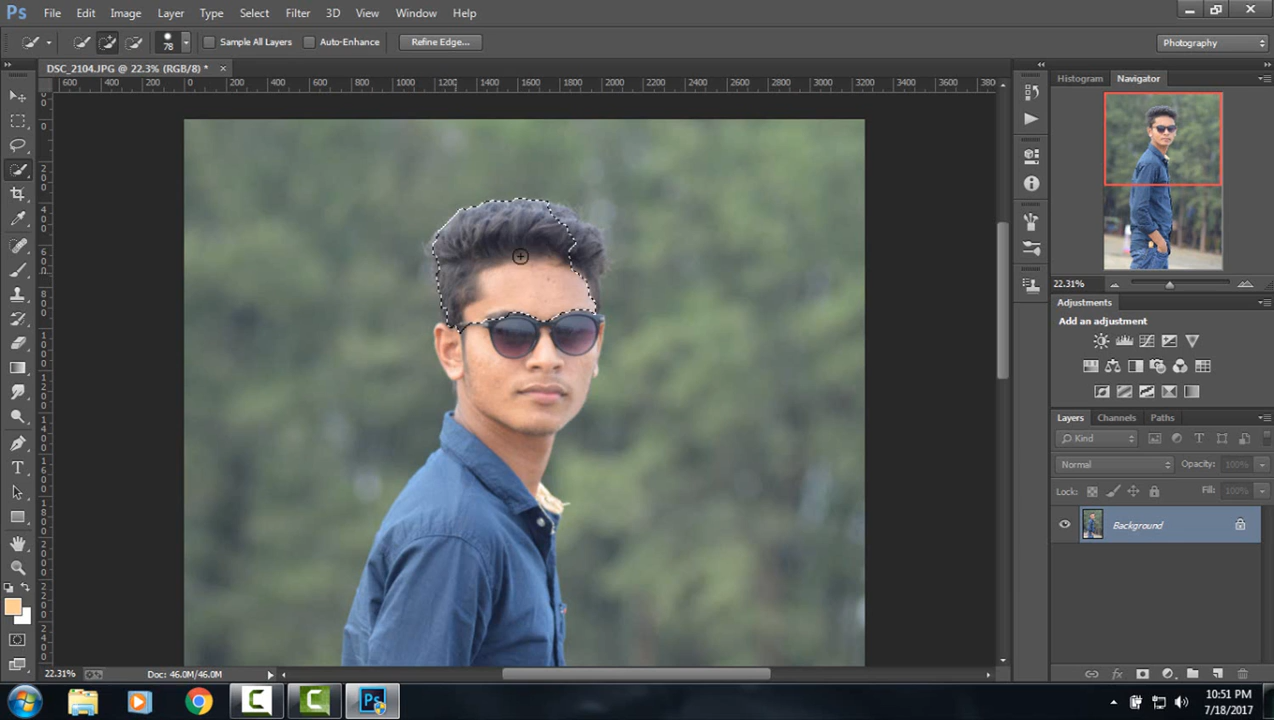 Ps File Edit Image Layer Type Select Filter 3D View Window Help
78 Sample All Layers Auto-Enhance Refine Edge... Photography
DSC_2104.JPG @ 22.3% (RGB/8) * ×
600 400 200 0 200 400 600 800 1000 1200 1400 1600 1800 2000 2200 2400 2600 2800 3000 3200 3400 3600 380
Histogram Navigator
22.31%
Adjustments
Add an adjustment
Layers Channels Paths
Kind
Normal Opacity: 100%
Lock: Fill: 100%
Background
22.31% Doc: 46.0M/46.0M
10:51 PM
7/18/2017